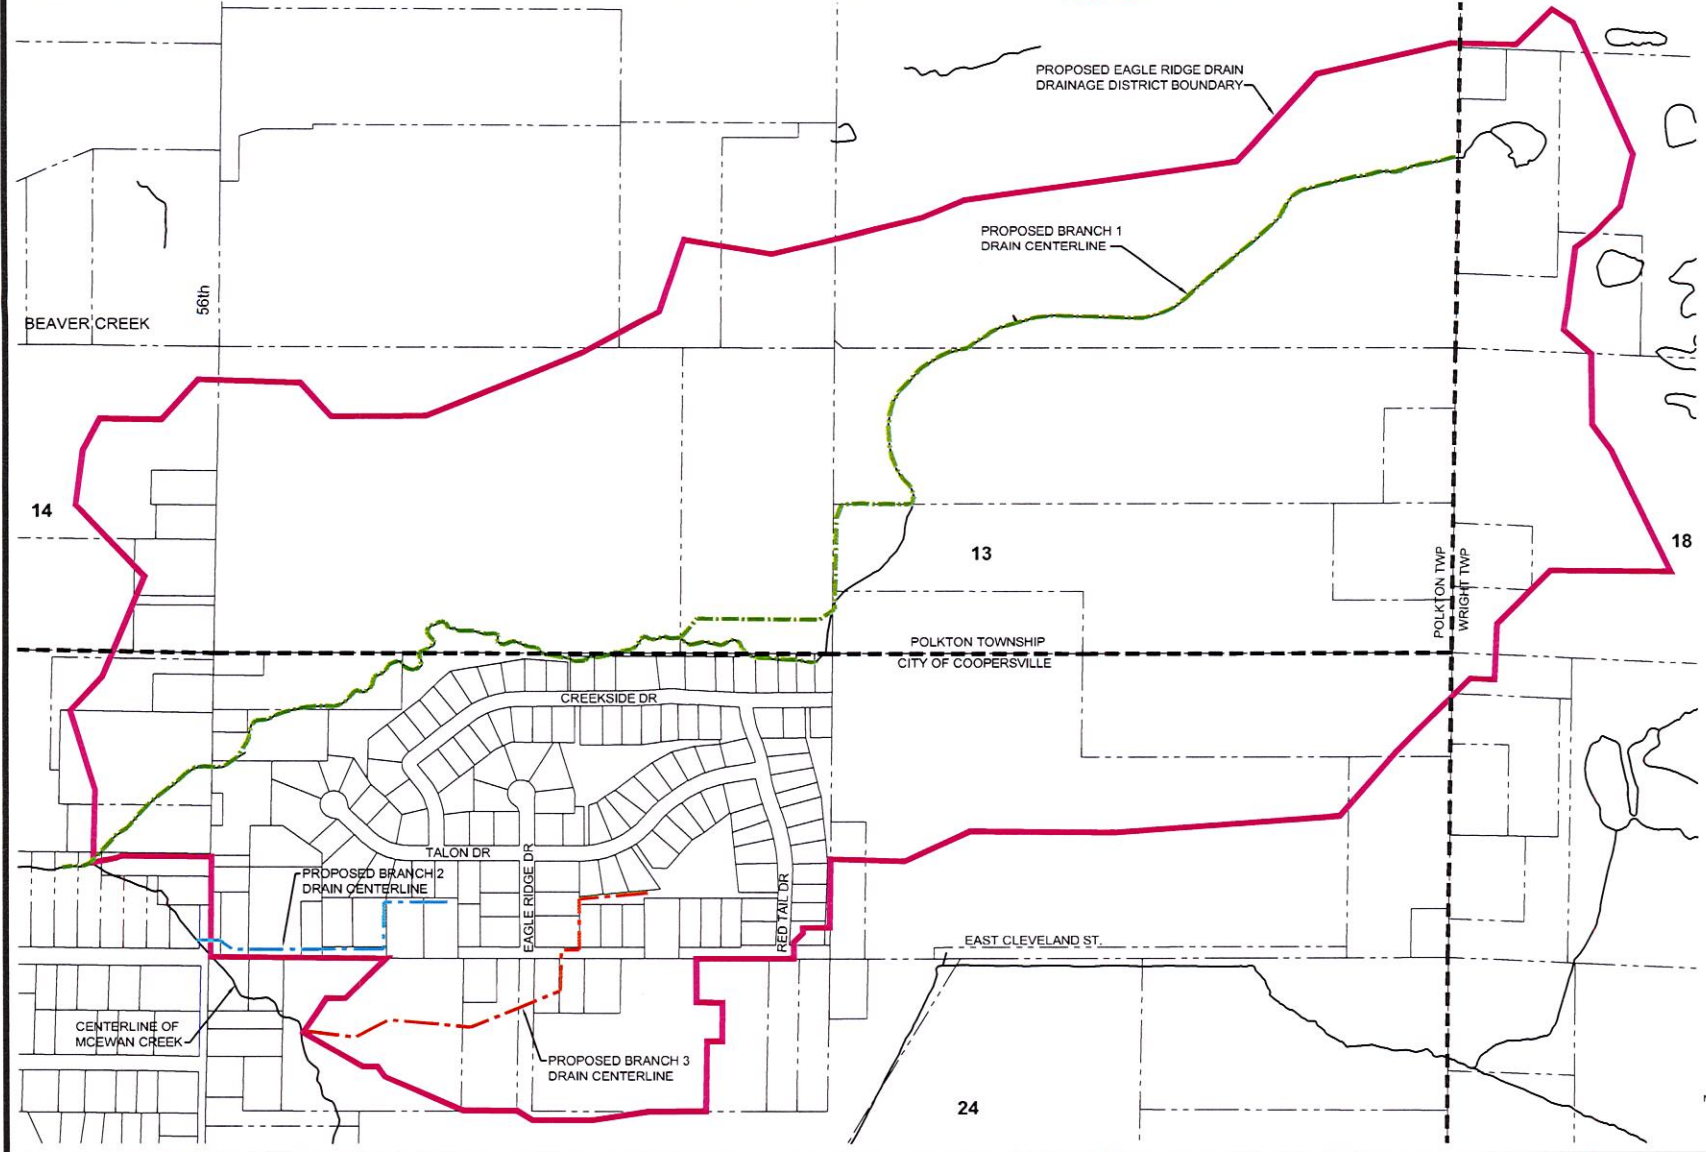 PROPOSED EAGLE RIDGE DRAIN
DRAINAGE DISTRICT BOUNDARY
PROPOSED BRANCH 1
DRAIN CENTERLINE
56th
BEAVER CREEK
14
13
18
POLKTON TWP
WRIGHT TWP
POLKTON TOWNSHIP
CITY OF COOPERSVILLE
CREEKSIDE DR
TALON DR
EAGLE RIDGE DR
RED TAIL DR
PROPOSED BRANCH 2
DRAIN CENTERLINE
EAST CLEVELAND ST.
CENTERLINE OF
MCEWAN CREEK
PROPOSED BRANCH 3
DRAIN CENTERLINE
24